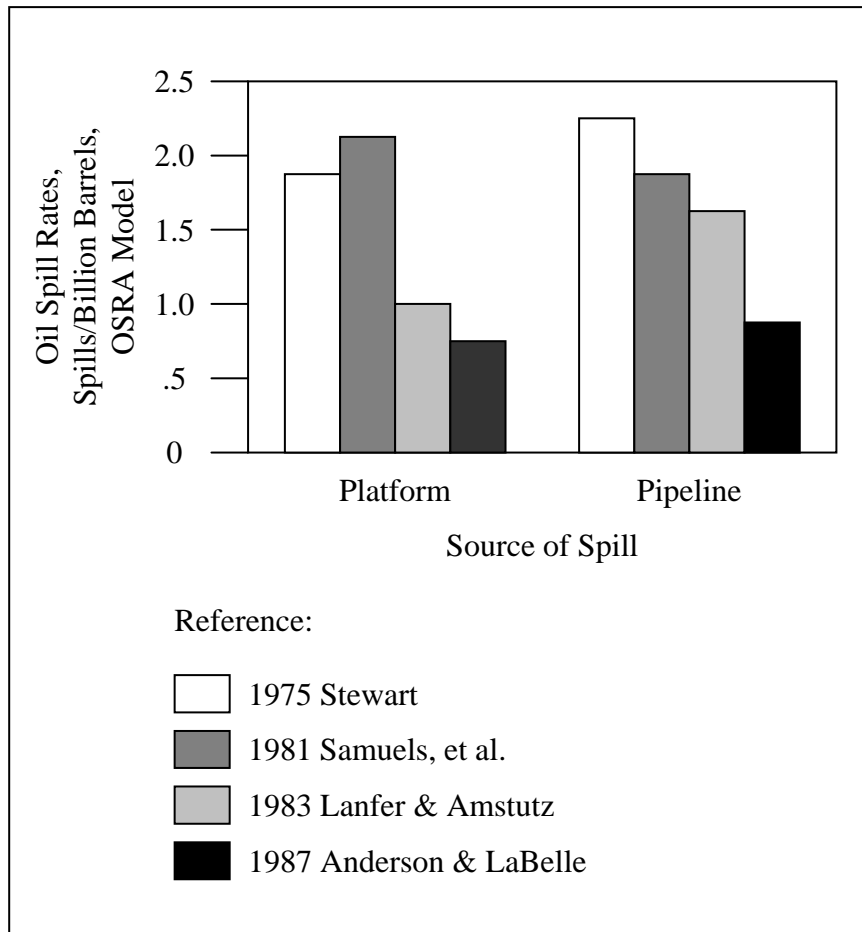 Oil Spill Rates,
Spills/Billion Barrels,
OSRA Model
2.5
2.0
1.5
1.0
.5
0
Platform
Pipeline
Source of Spill
Reference:
1975 Stewart
1981 Samuels, et al.
1983 Lanfer & Amstutz
1987 Anderson & LaBelle